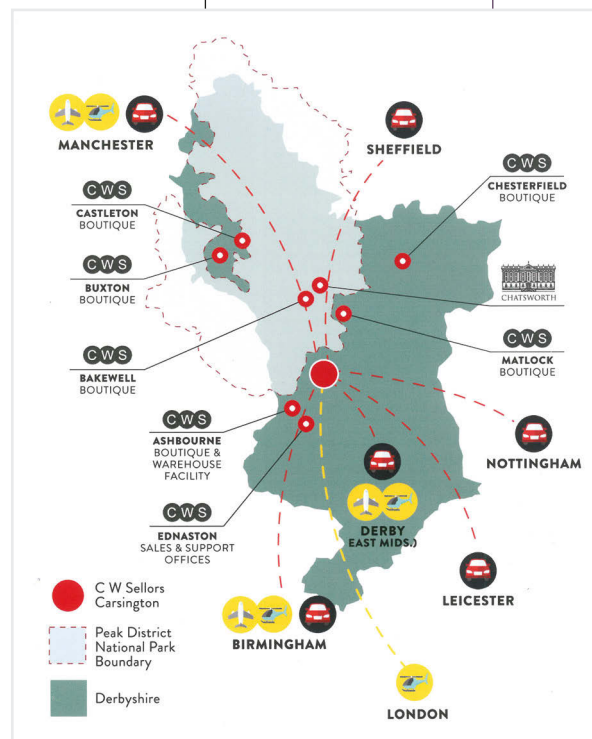 MANCHESTER
SHEFFIELD
CWS
CHESTERFIELD
BOUTIQUE
CWS
CASTLETON
BOUTIQUE
CWS
BUXTON
BOUTIQUE
CHATSWORTH
CWS
BAKEWELL
BOUTIQUE
CWS
MATLOCK
BOUTIQUE
CWS
ASHBOURNE
BOUTIQUE &
WAREHOUSE
FACILITY
NOTTINGHAM
CWS
EDNASTON
SALES & SUPPORT
OFFICES
DERBY
EAST MIDS.)
LEICESTER
BIRMINGHAM
LONDON
C W Sellors
Carsington
Peak District
National Park
Boundary
Derbyshire